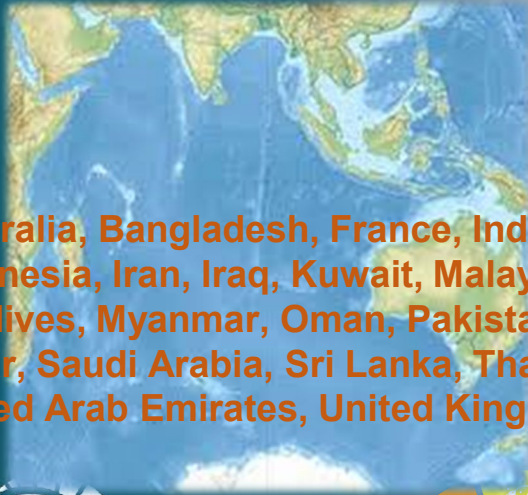 ralia, Bangladesh, France, Ind
nesia, Iran, Iraq, Kuwait, Malay
lives, Myanmar, Oman, Pakista
r, Saudi Arabia, Sri Lanka, Tha
ed Arab Emirates, United King